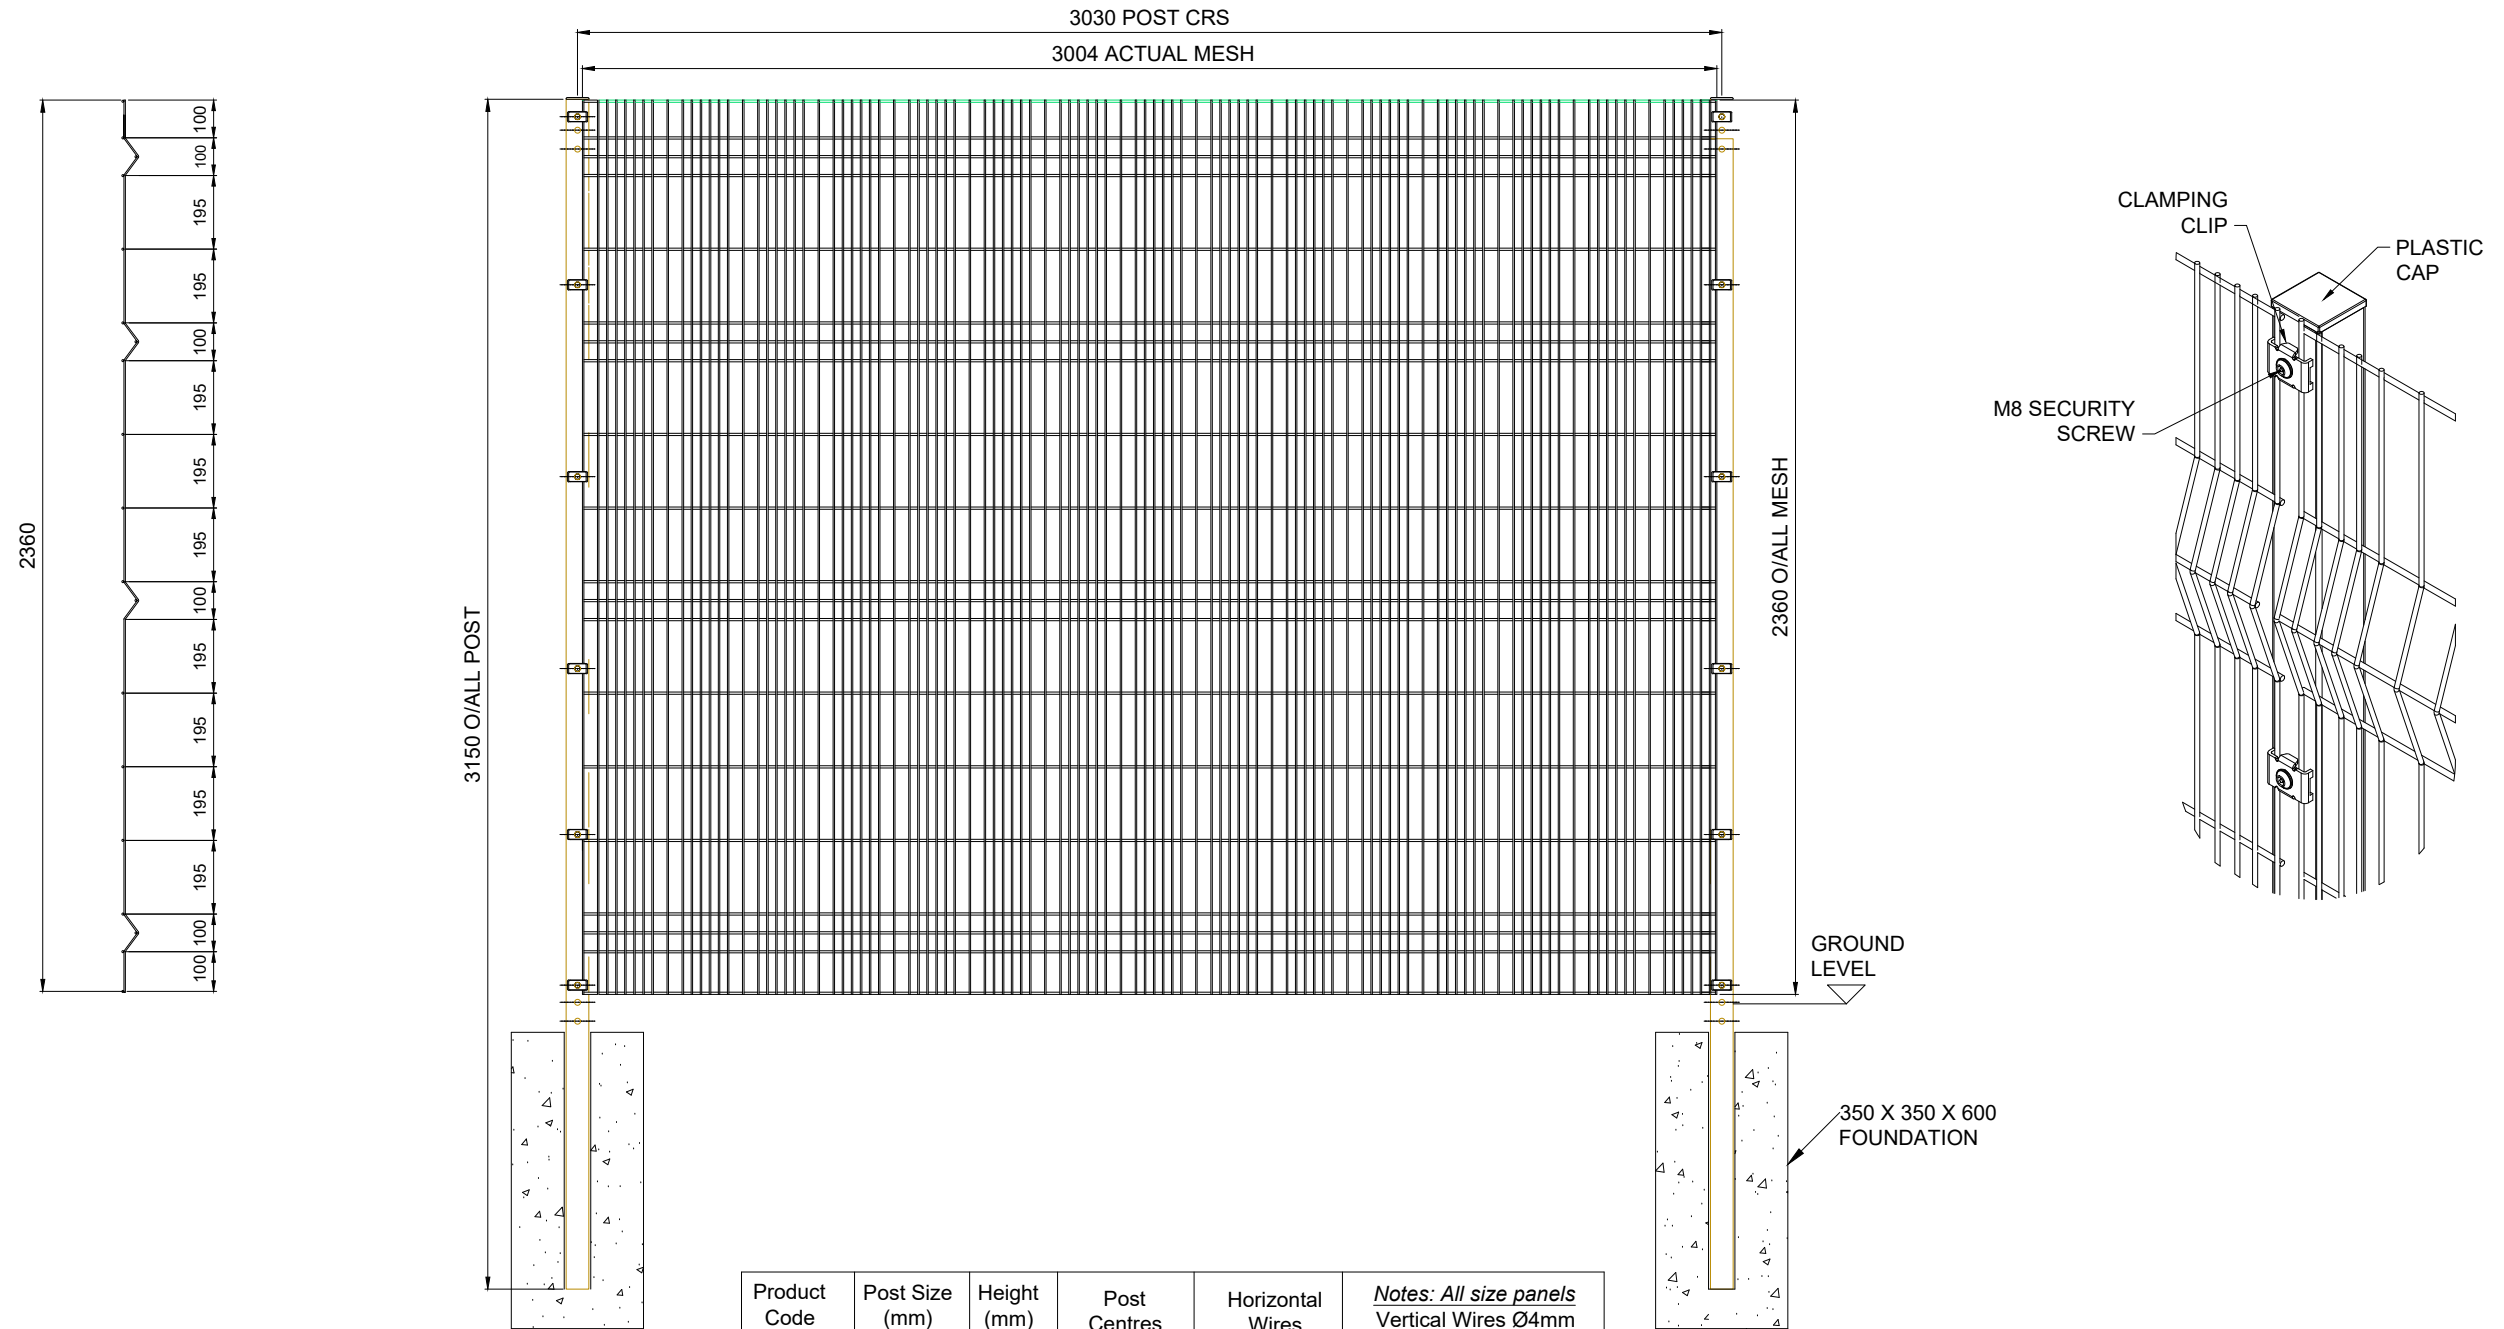 3030 POST CRS
3004 ACTUAL MESH
2360
100
100
195
195
100
195
195
195
100
195
195
195
195
100
100
3150 O/ALL POST
2360 O/ALL MESH
CLAMPING
CLIP
PLASTIC
CAP
M8 SECURITY
SCREW
GROUND
LEVEL
350 X 350 X 600
FOUNDATION
Product
Code
Post Size
(mm)
Height
(mm)
Post
Centres
Horizontal
Wires
Notes: All size panels
Vertical Wires Ø4mm